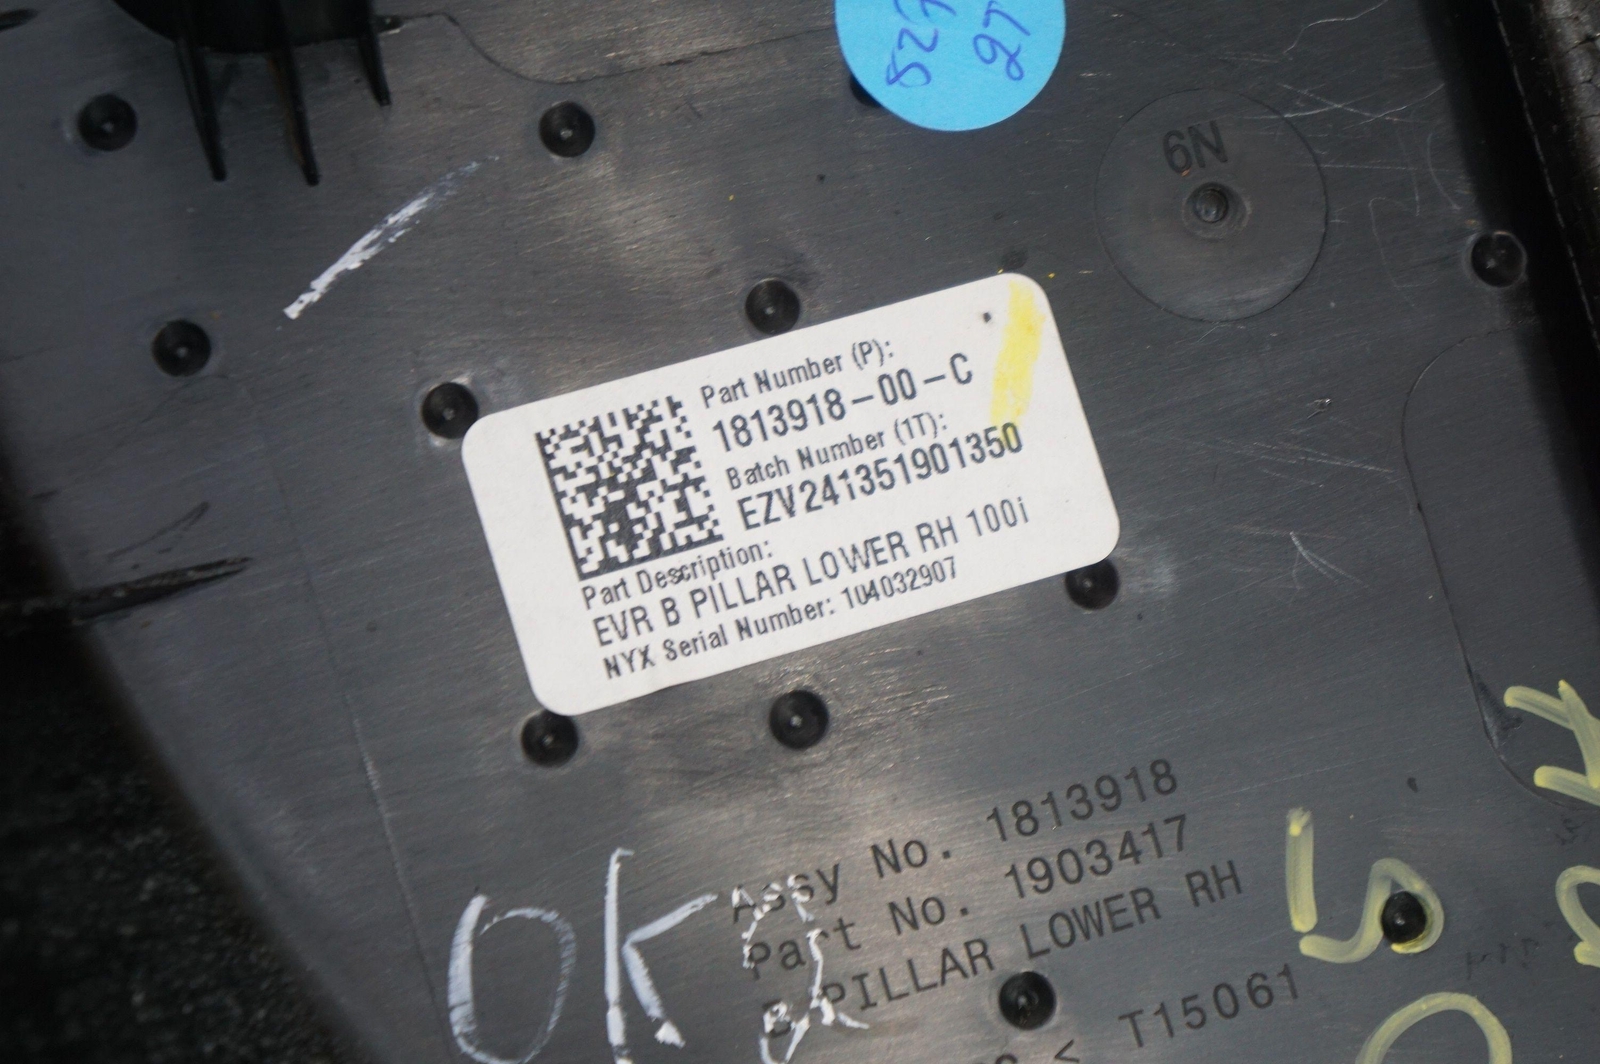 6N
Part Number (P):
1813918-00-C
Batch Number (1T):
EZV241351901350
Part Description:
EVR B PILLAR LOWER RH 100i
NYX Serial Number: 104032907
Assy No. 1813918
Part No. 1903417
B PILLAR LOWER RH
< T15061
OK